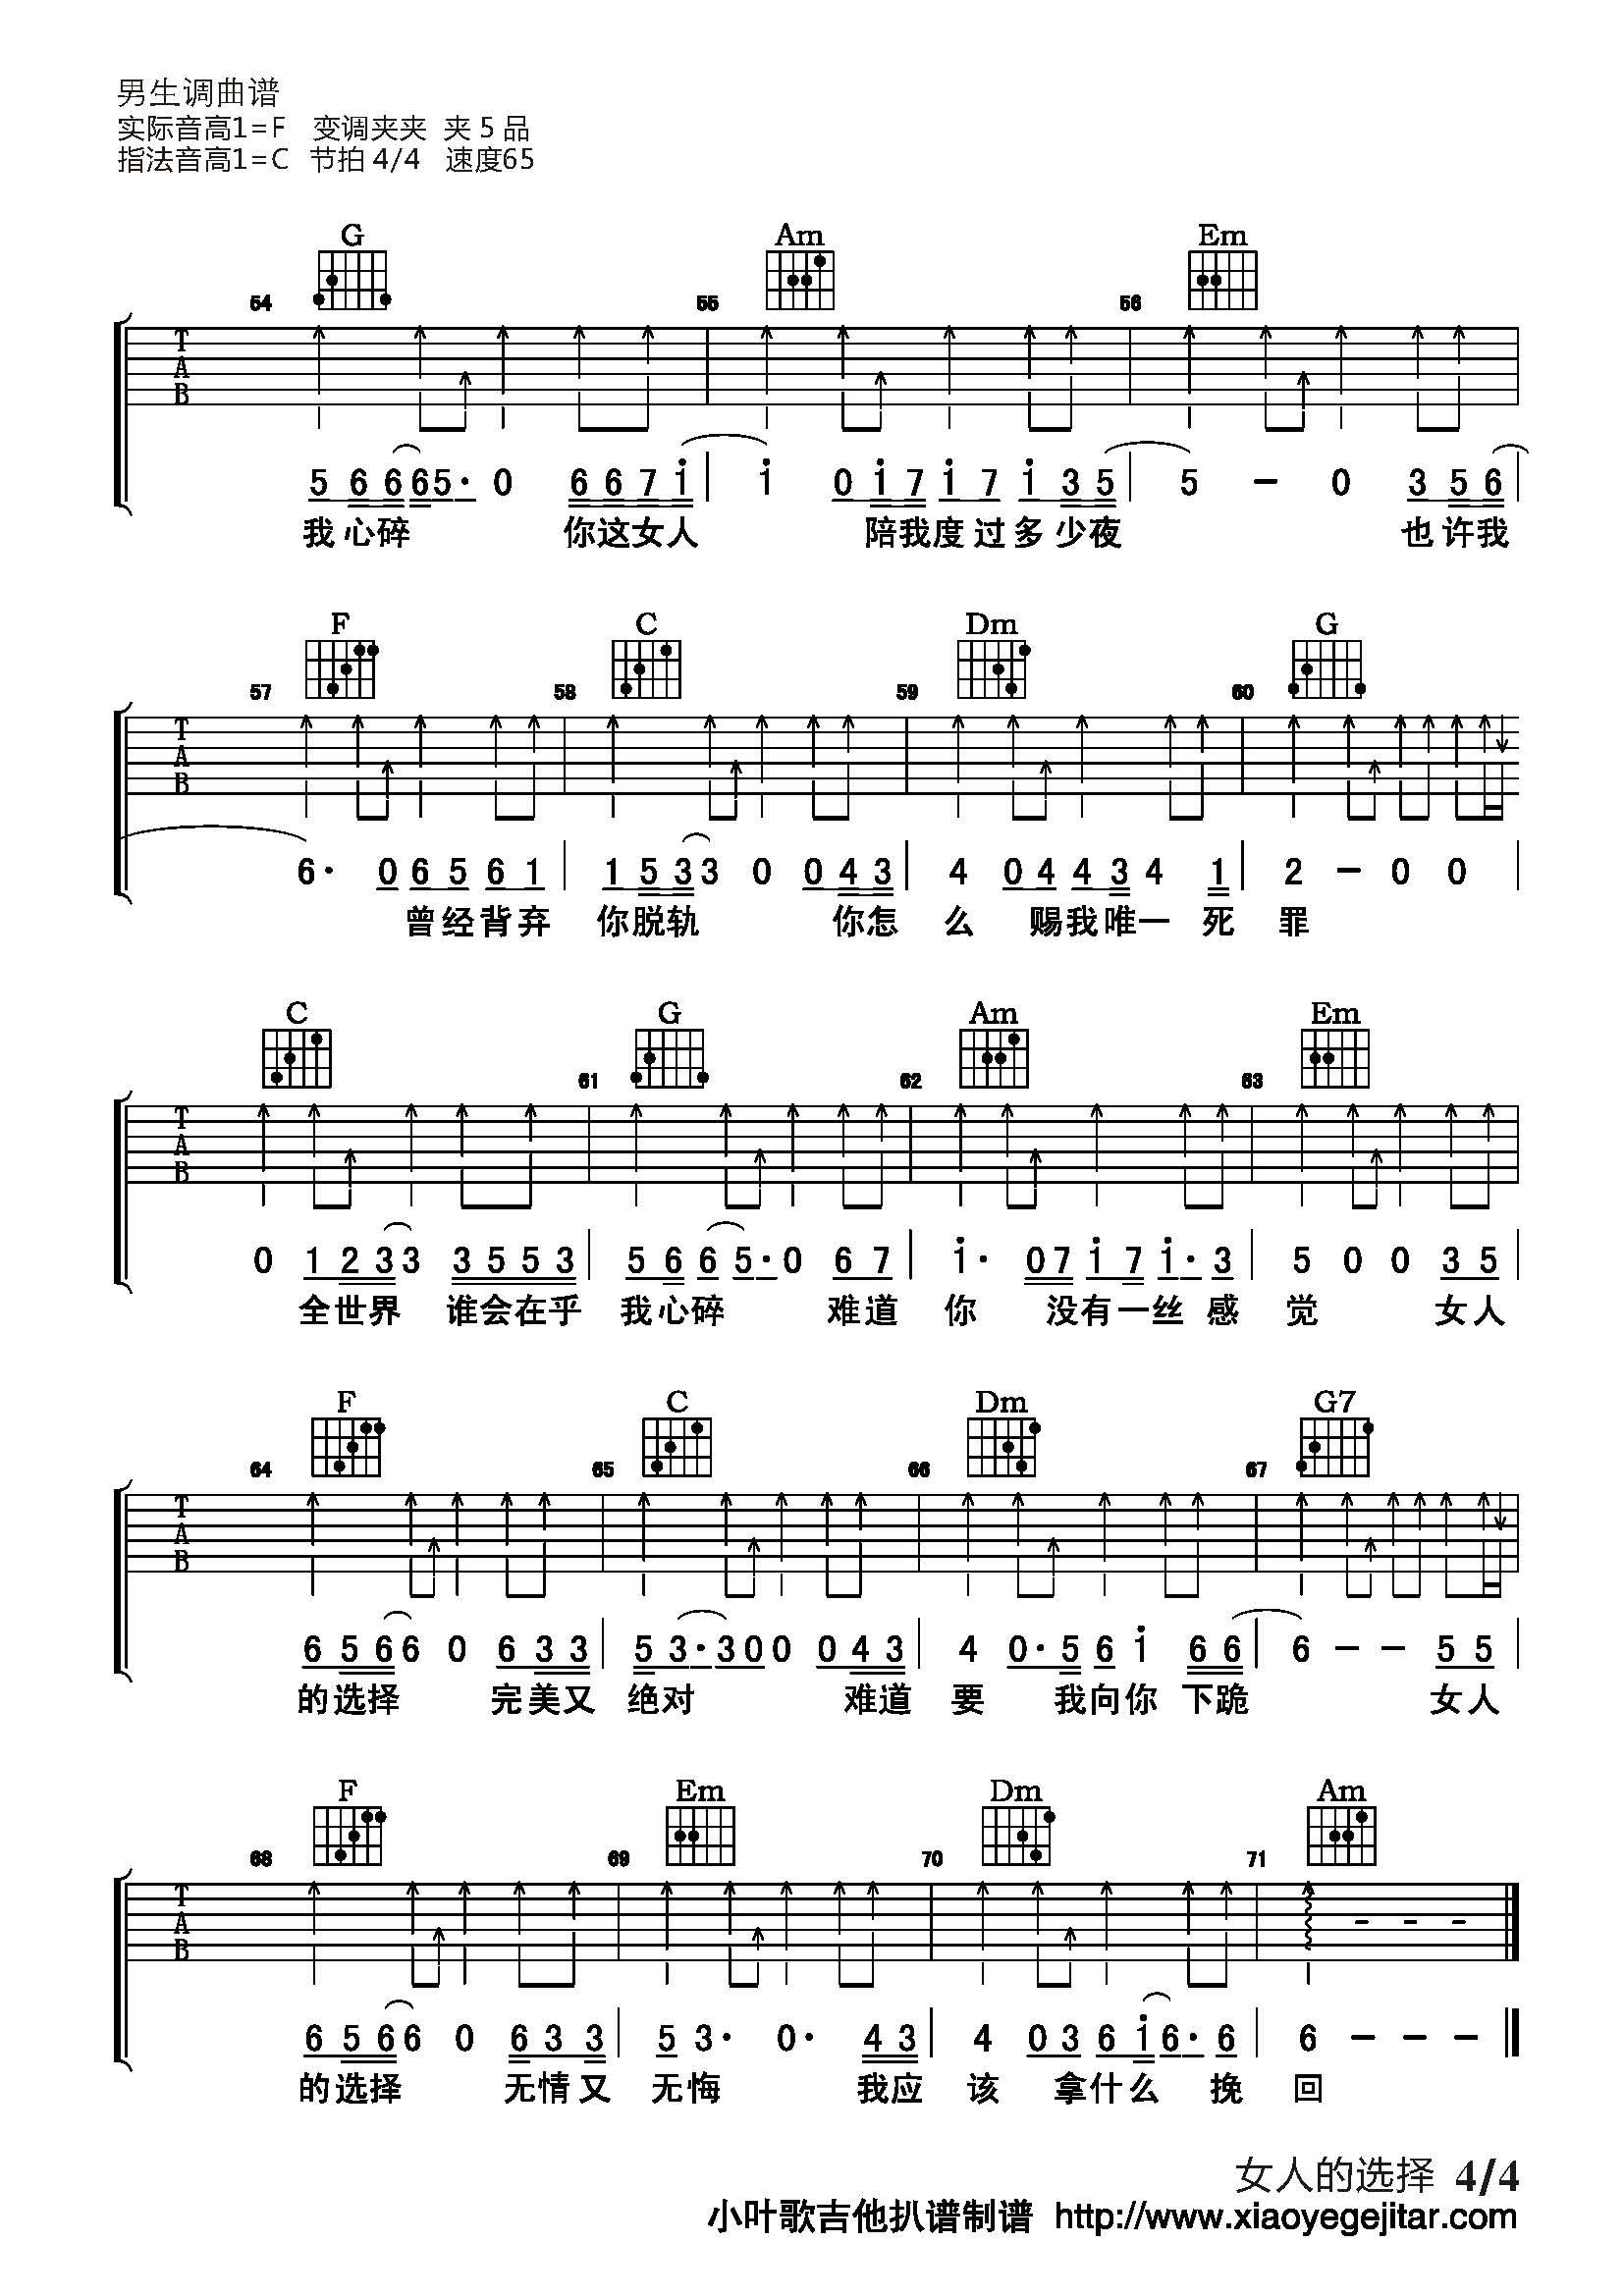 男生调曲谱
实际音高1=F 变调夹夹 夹 5 品
指法音高1=C 节拍 4/4 速度65
G Am Em
54 55 56
T A B
5 6 6 6 5· 0 6 6 7 i | i 0 i 7 i 7 i 3 5 | 5 － 0 3 5 6 |
我 心 碎 你这女人 陪我度过多少夜 也许我
F C Dm G
57 58 59 60
T A B
6· 0 6 5 6 1 | 1 5 3 3 0 0 4 3 | 4 0 4 4 3 4 1 | 2 － 0 0 |
曾经背弃 你脱轨 你怎 么 赐我唯一 死 罪
C G Am Em
61 62 63
T A B
0 1 2 3 3 3 5 5 3 | 5 6 6 5· 0 6 7 | i· 0 7 i 7 i· 3 | 5 0 0 3 5 |
全世界 谁会在乎 我心碎 难道 你 没有一丝 感 觉 女人
F C Dm G7
64 65 66 67
T A B
6 5 6 6 0 6 3 3 | 5 3· 3 0 0 0 4 3 | 4 0· 5 6 i 6 6 | 6 － － 5 5 |
的选择 完美又 绝对 难道 要 我向你 下跪 女人
F Em Dm Am
68 69 70 71
T A B
6 5 6 6 0 6 3 3 | 5 3· 0· 4 3 | 4 0 3 6 i 6· 6 | 6 － － － |
的选择 无情又 无悔 我应 该 拿什么 挽 回
女人的选择 4/4
小叶歌吉他扒谱制谱 http://www.xiaoyegejitar.com